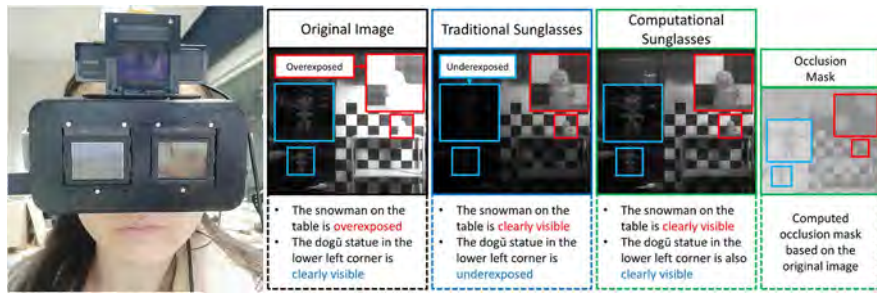 Original Image
Traditional Sunglasses
Computational
Sunglasses
Occlusion
Mask
Overexposed
Underexposed
• The snowman on the
table is overexposed
• The dogū statue in the
lower left corner is
clearly visible
• The snowman on the
table is clearly visible
• The dogū statue in the
lower left corner is
underexposed
• The snowman on the
table is clearly visible
• The dogū statue in the
lower left corner is also
clearly visible
Computed
occlusion mask
based on the
original image